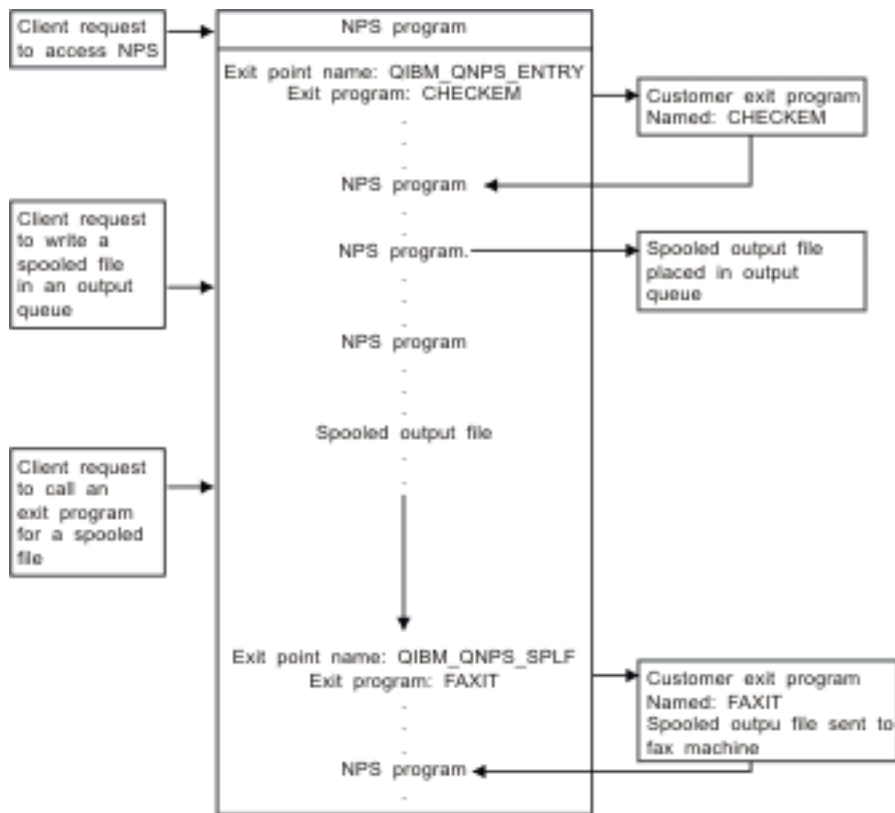 Client request
to access NPS
NPS program
Exit point name: QIBM_QNPS_ENTRY
Exit program: CHECKEM
Customer exit program
Named: CHECKEM
NPS program
Client request
to write a
spooled file
in an output
queue
NPS program.
Spooled output file
placed in output
queue
NPS program
Spooled output file
Client request
to call an
exit program
for a spooled
file
Exit point name: QIBM_QNPS_SPLF
Exit program: FAXIT
Customer exit program
Named: FAXIT
Spooled outpu file sent to
fax machine
NPS program